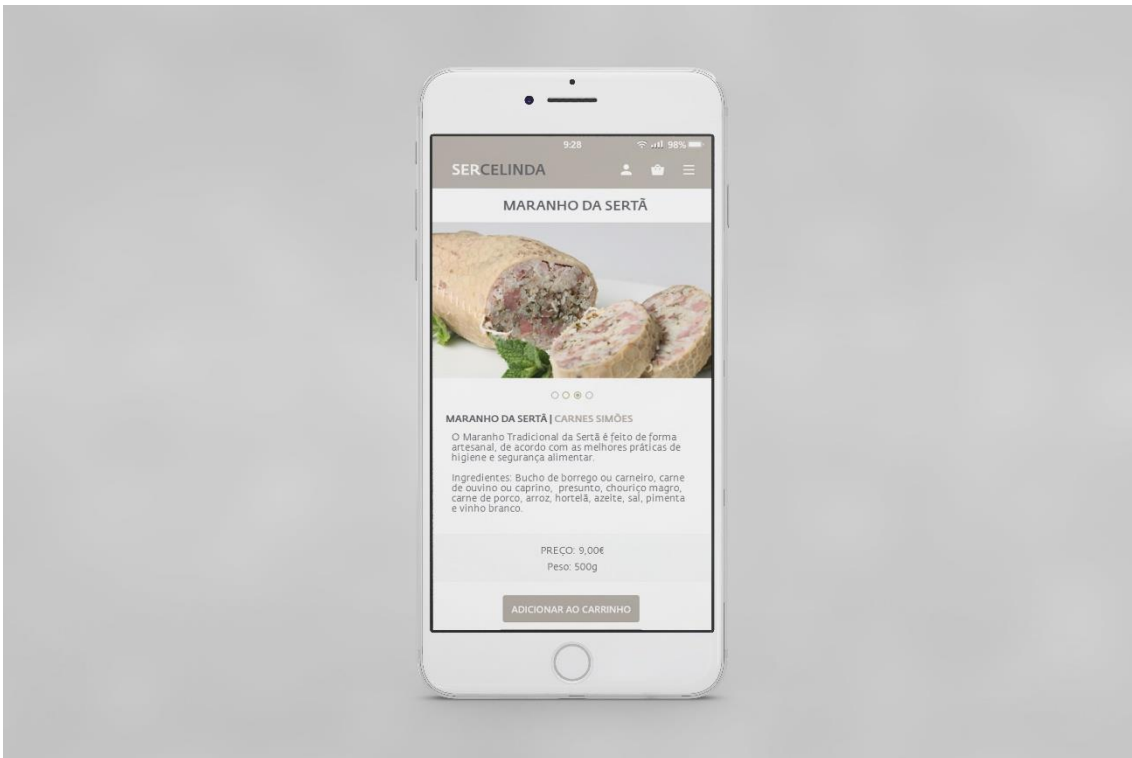 9:28 98%
SERCELINDA
MARANHO DA SERTÃ
MARANHO DA SERTÃ | CARNES SIMÕES
O Maranho Tradicional da Sertã é feito de forma
artesanal, de acordo com as melhores práticas de
higiene e segurança alimentar.
Ingredientes: Bucho de borrego ou carneiro, carne
de ouvino ou caprino, presunto, chouriço magro,
carne de porco, arroz, hortelã, azeite, sal, pimenta
e vinho branco.
PREÇO: 9,00€
Peso: 500g
ADICIONAR AO CARRINHO